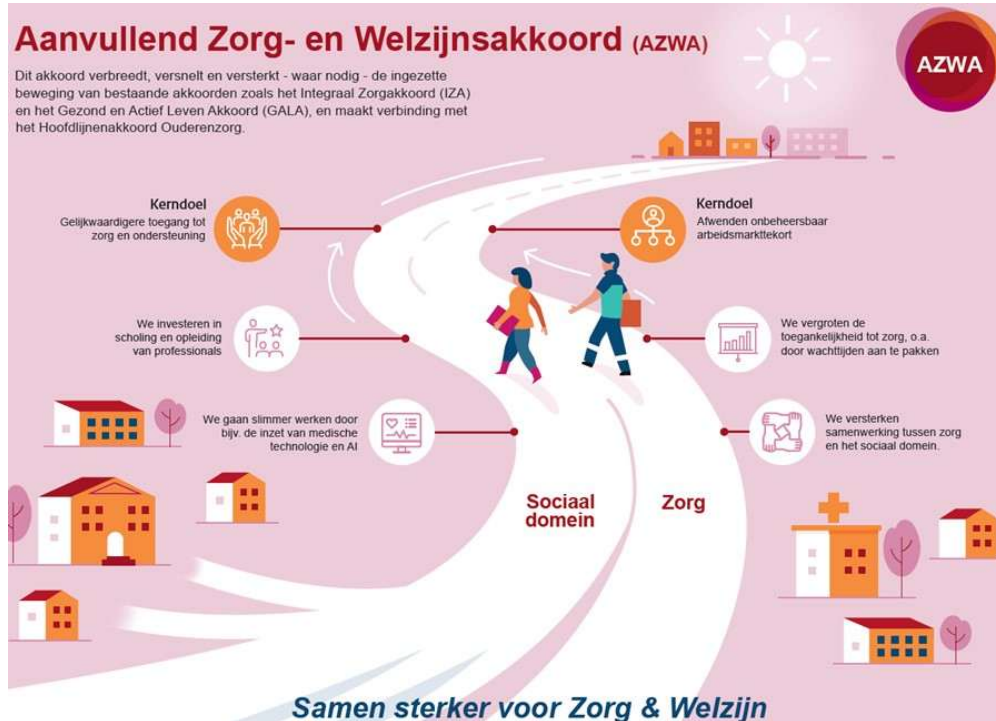 Aanvullend Zorg- en Welzijnsakkoord (AZWA)
AZWA
Dit akkoord verbreedt, versnelt en versterkt - waar nodig - de ingezette
beweging van bestaande akkoorden zoals het Integraal Zorgakkoord (IZA)
en het Gezond en Actief Leven Akkoord (GALA), en maakt verbinding met
het Hoofdlijnenakkoord Ouderenzorg.
Kerndoel
Gelijkwaardigere toegang tot
zorg en ondersteuning
Kerndoel
Afwenden onbeheersbaar
arbeidsmarkttekort
We investeren in
scholing en opleiding
van professionals
We vergroten de
toegankelijkheid tot zorg, o.a.
door wachttijden aan te pakken
We gaan slimmer werken door
bijv. de inzet van medische
technologie en AI
We versterken
samenwerking tussen zorg
en het sociaal domein.
Sociaal
domein
Zorg
Samen sterker voor Zorg & Welzijn